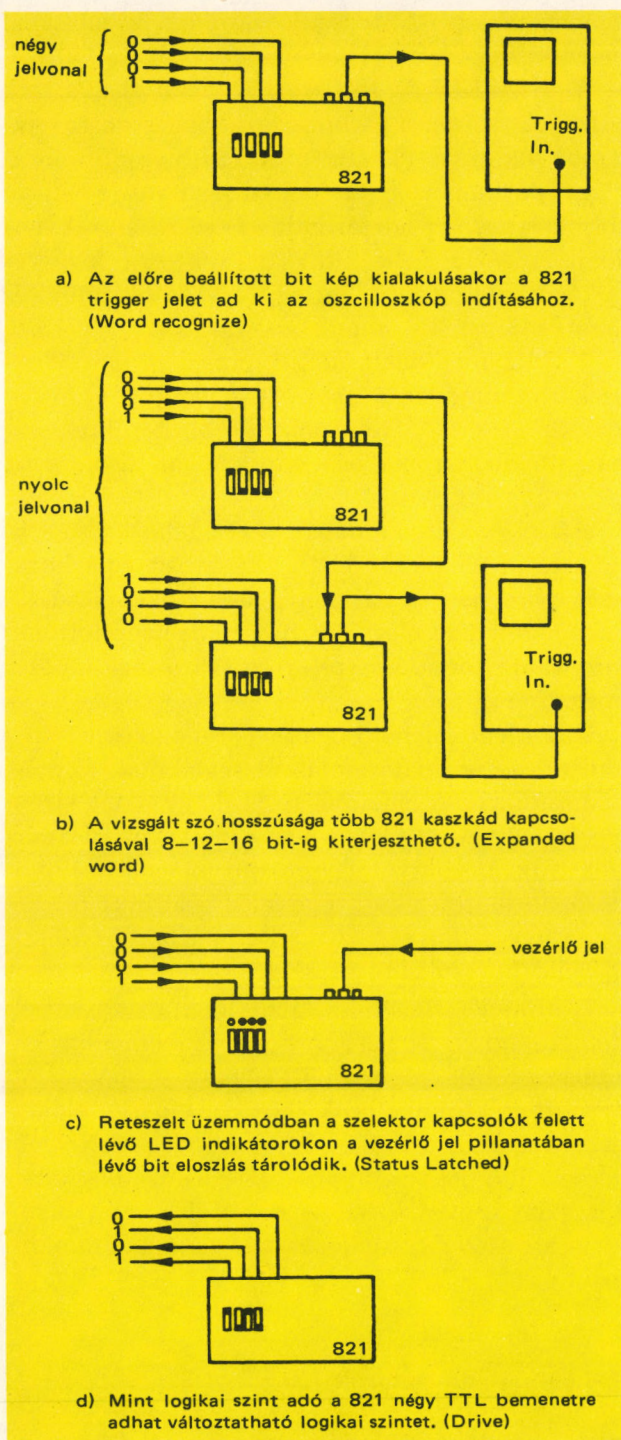 négy
jelvonal
0
0
0
1
821
Trigg.
In.
a) Az előre beállított bit kép kialakulásakor a 821
trigger jelet ad ki az oszcilloszkóp indításához.
(Word recognize)
nyolc
jelvonal
0
0
0
1
821
1
0
1
0
821
Trigg.
In.
b) A vizsgált szó hosszúsága több 821 kaszkád kapcso-
lásával 8–12–16 bit-ig kiterjeszthető. (Expanded
word)
0
0
0
1
vezérlő jel
821
c) Reteszelt üzemmódban a szelektor kapcsolók felett
lévő LED indikátorokon a vezérlő jel pillanatában
lévő bit eloszlás tárolódik. (Status Latched)
0
1
0
1
821
d) Mint logikai szint adó a 821 négy TTL bemenetre
adhat változtatható logikai szintet. (Drive)